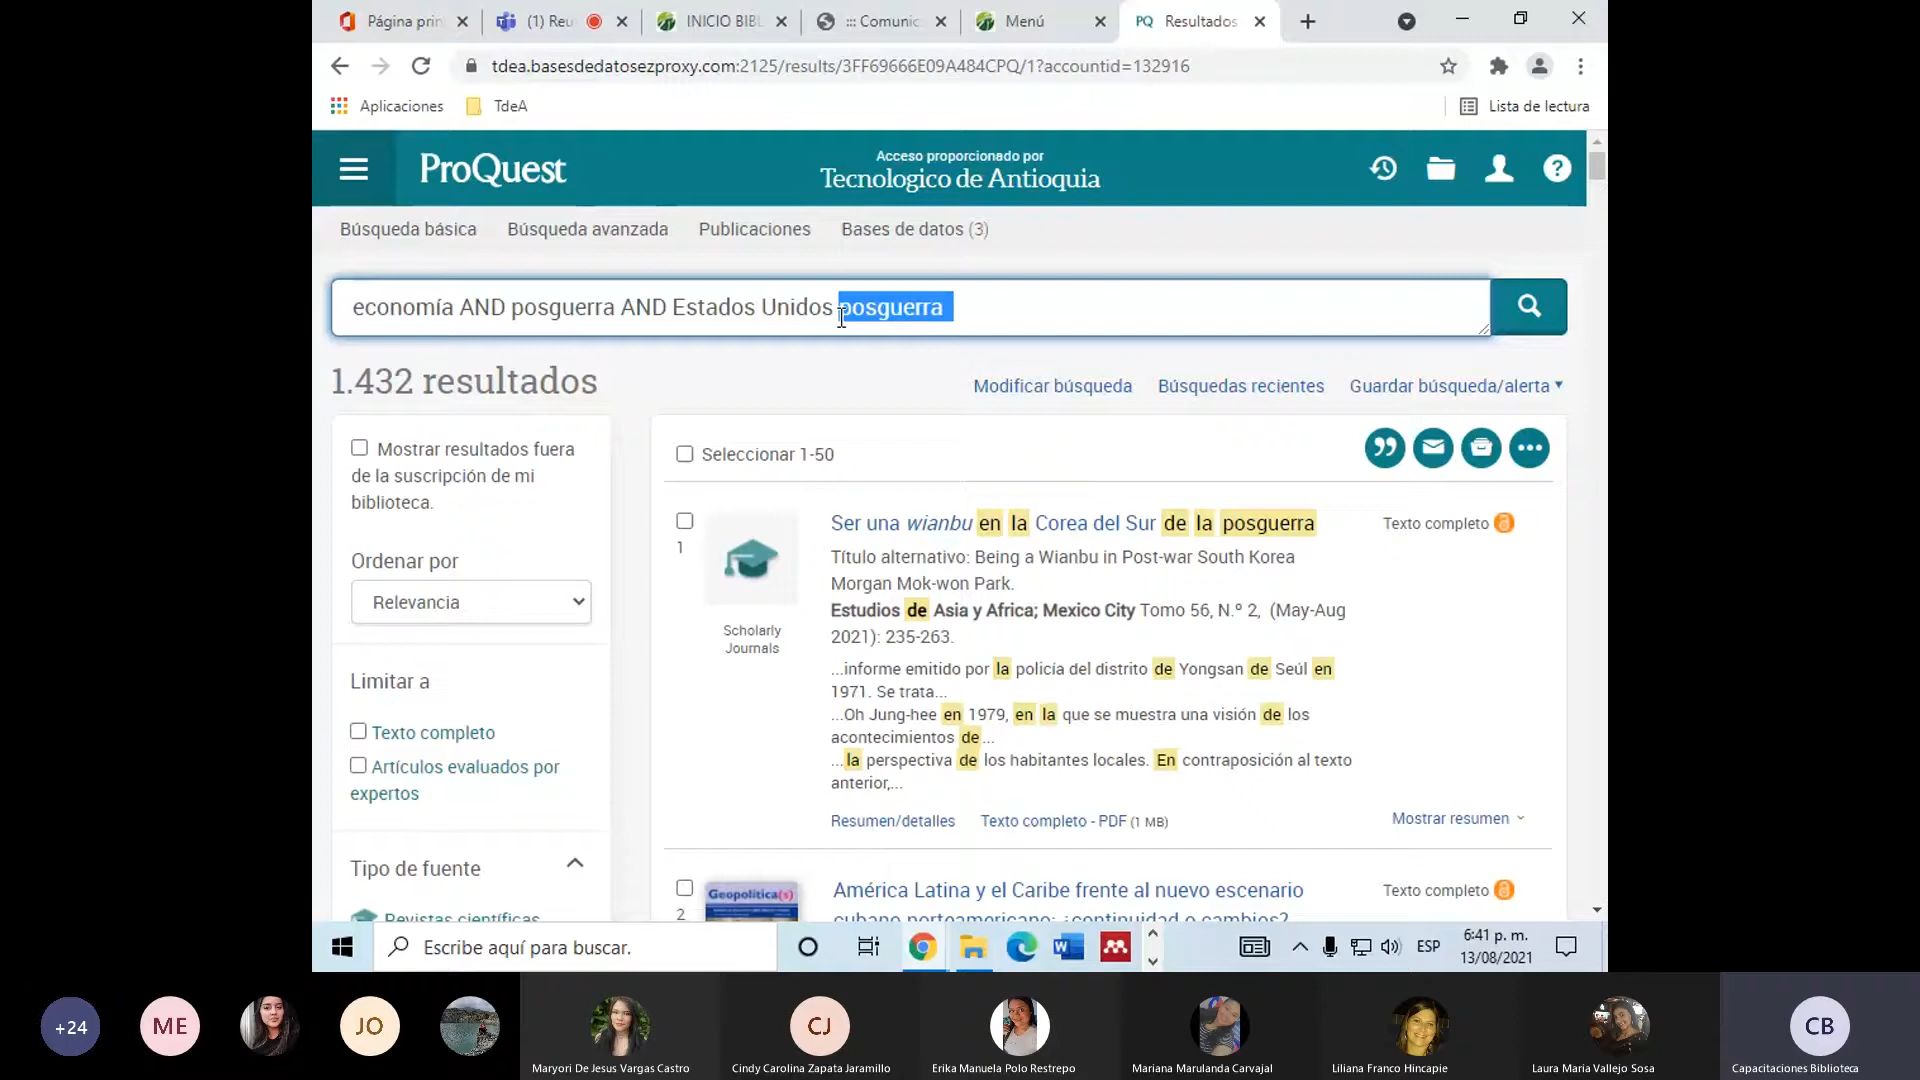 Página prin
(1) Reu
INICIO BIBL
::: Comunic
Menú
PQ Resultados
tdea.basesdedatosezproxy.com:2125/results/3FF69666E09A484CPQ/1?accountid=132916
Aplicaciones
TdeA
Lista de lectura
ProQuest
Acceso proporcionado por
Tecnologico de Antioquia
Búsqueda básica
Búsqueda avanzada
Publicaciones
Bases de datos (3)
economía AND posguerra AND Estados Unidos posguerra
1.432 resultados
Modificar búsqueda
Búsquedas recientes
Guardar búsqueda/alerta
Mostrar resultados fuera
de la suscripción de mi
biblioteca.
Ordenar por
Relevancia
Limitar a
Texto completo
Artículos evaluados por
expertos
Tipo de fuente
Revistas científicas
Seleccionar 1-50
1
Scholarly
Journals
Ser una wianbu en la Corea del Sur de la posguerra
Texto completo
Título alternativo: Being a Wianbu in Post-war South Korea
Morgan Mok-won Park.
Estudios de Asia y Africa; Mexico City Tomo 56, N.º 2, (May-Aug
2021): 235-263.
...informe emitido por la policía del distrito de Yongsan de Seúl en
1971. Se trata...
...Oh Jung-hee en 1979, en la que se muestra una visión de los
acontecimientos de...
...la perspectiva de los habitantes locales. En contraposición al texto
anterior,...
Resumen/detalles
Texto completo - PDF (1 MB)
Mostrar resumen
2
Geopolítica(s)
América Latina y el Caribe frente al nuevo escenario
cubano-norteamericano: ¿continuidad o cambios?
Texto completo
Escribe aquí para buscar.
ESP
6:41 p. m.
13/08/2021
+24
ME
JO
CJ
CB
Maryori De Jesus Vargas Castro
Cindy Carolina Zapata Jaramillo
Erika Manuela Polo Restrepo
Mariana Marulanda Carvajal
Liliana Franco Hincapie
Laura Maria Vallejo Sosa
Capacitaciones Biblioteca